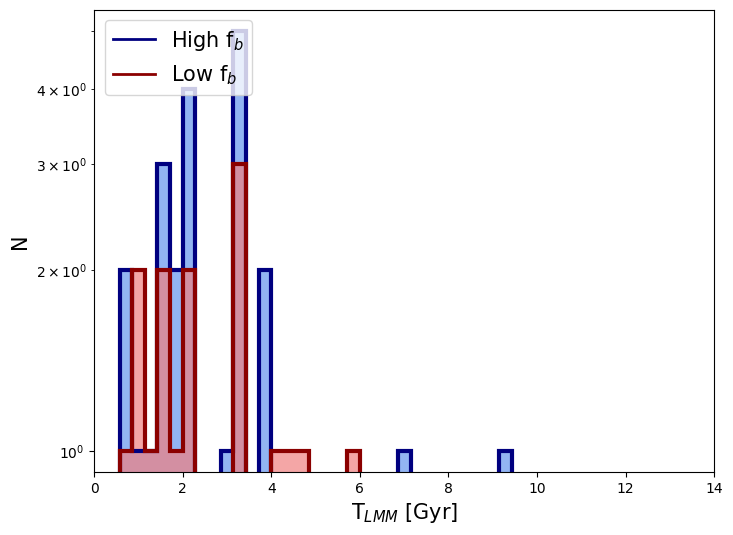 High f_b
Low f_b
4 × 10^0
3 × 10^0
2 × 10^0
10^0
N
0 2 4 6 8 10 12 14
T_LMM [Gyr]